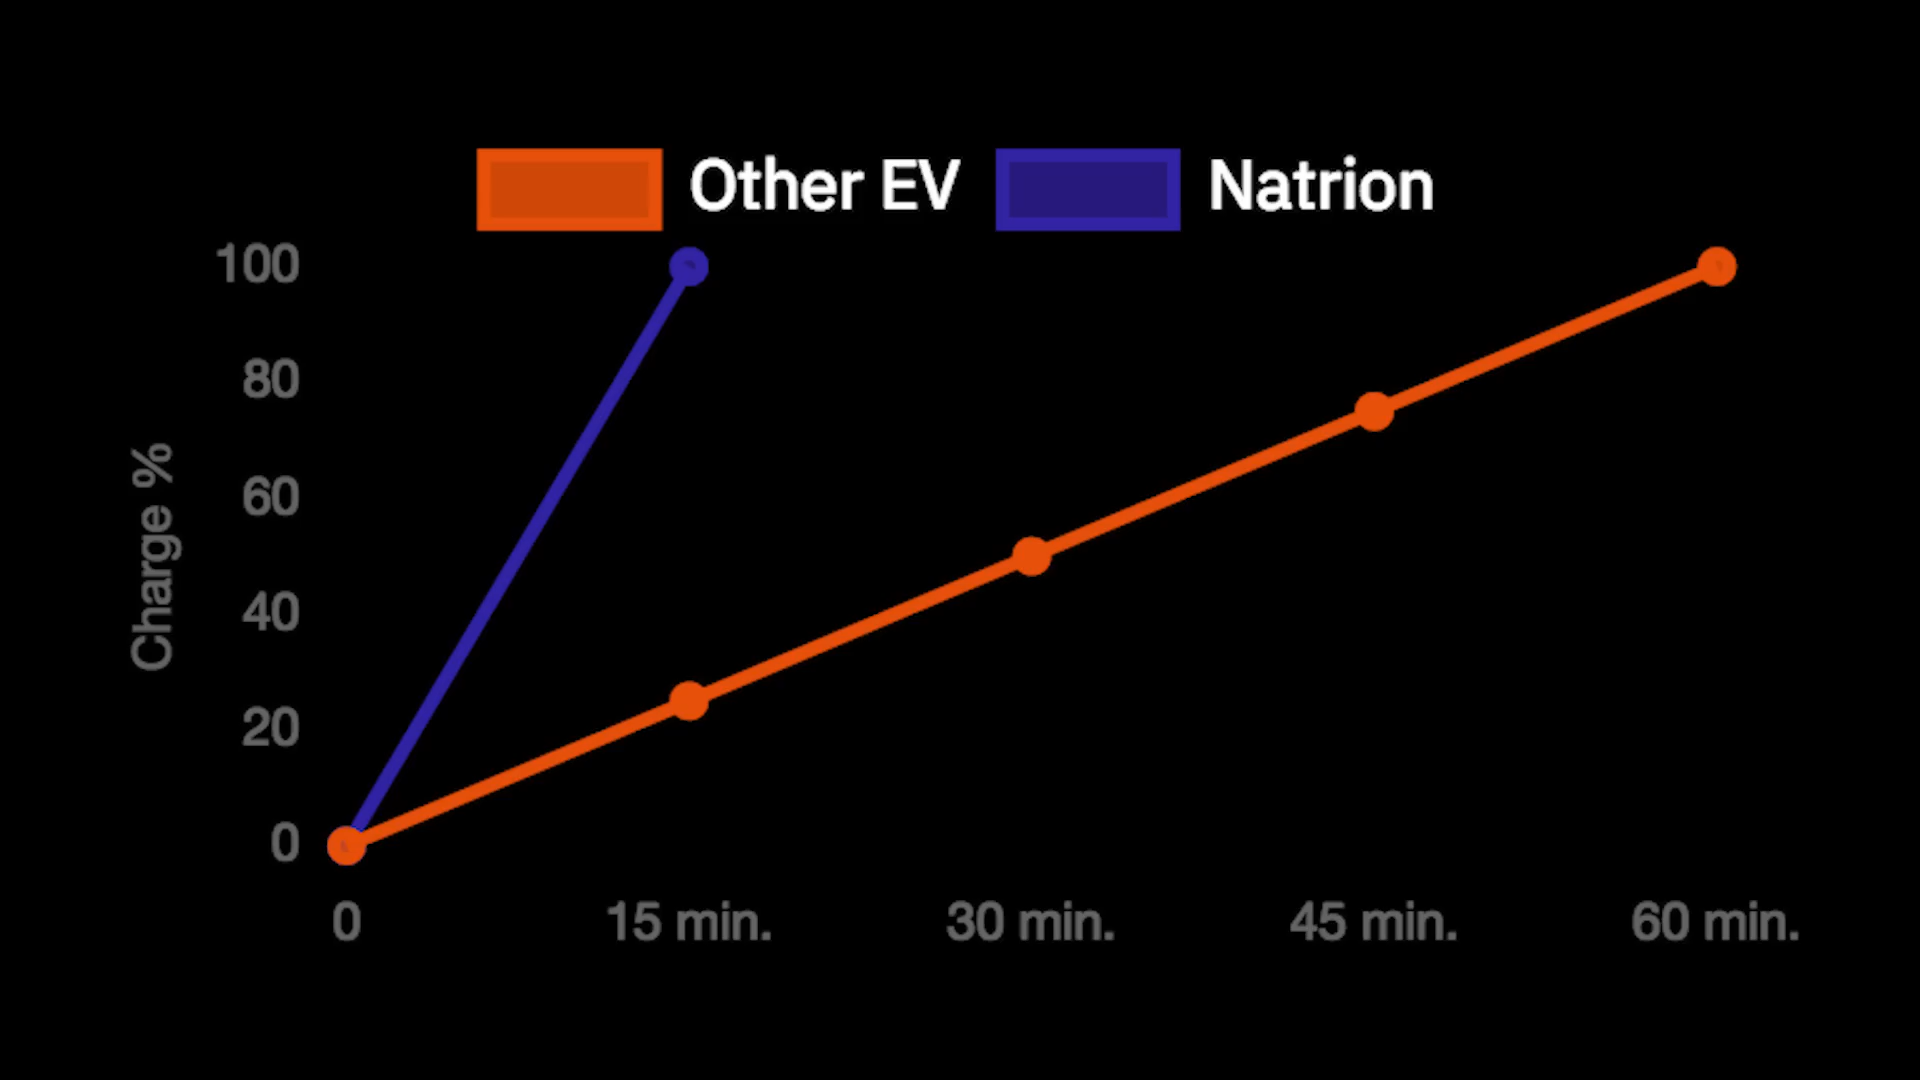 Other EV
Natrion
100
80
60
40
20
0
Charge %
0
15 min.
30 min.
45 min.
60 min.